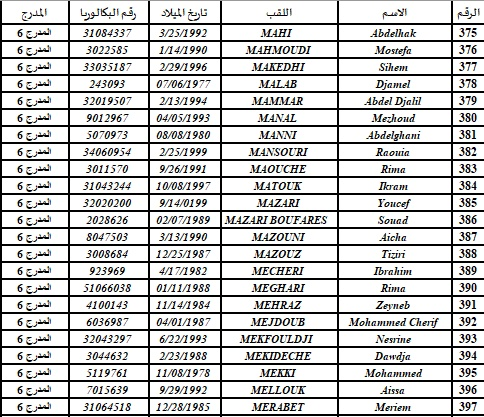 الرقم الاسم اللقب تاريخ الميلاد رقم البكالوريا المدرج
375 Abdelhak MAHI 3/25/1992 31084337 المدرج 6
376 Mostefa MAHMOUDI 1/14/1990 3022585 المدرج 6
377 Sihem MAKEDHI 2/29/1996 33035187 المدرج 6
378 Djamel MALAB 07/06/1977 243093 المدرج 6
379 Abdel Djalil MAMMAR 2/13/1994 32019507 المدرج 6
380 Mezhoud MANAL 04/05/1993 9012967 المدرج 6
381 Abdelghani MANNI 08/08/1980 5070973 المدرج 6
382 Raouia MANSOURI 2/25/1999 34060954 المدرج 6
383 Rima MAOUCHE 9/26/1991 3011570 المدرج 6
384 Ikram MATOUK 10/08/1997 31043244 المدرج 6
385 Youcef MAZARI 9/14/0199 32020200 المدرج 6
386 Souad MAZARI BOUFARES 02/07/1989 2028626 المدرج 6
387 Aicha MAZOUNI 3/13/1990 8047503 المدرج 6
388 Tiziri MAZOUZ 12/25/1987 3008684 المدرج 6
389 Ibrahim MECHERI 4/17/1982 923969 المدرج 6
390 Rima MEGHARI 01/11/1988 51066038 المدرج 6
391 Zeyneb MEHRAZ 11/14/1984 4100143 المدرج 6
392 Mohammed Cherif MEJDOUB 04/01/1987 6036987 المدرج 6
393 Nesrine MEKFOULDJI 6/22/1993 32043297 المدرج 6
394 Dawdja MEKIDECHE 2/23/1988 3044632 المدرج 6
395 Mohammed MEKKI 11/08/1978 5119761 المدرج 6
396 Aissa MELLOUK 9/29/1992 7015639 المدرج 6
397 Meriem MERABET 12/28/1985 31064518 المدرج 6